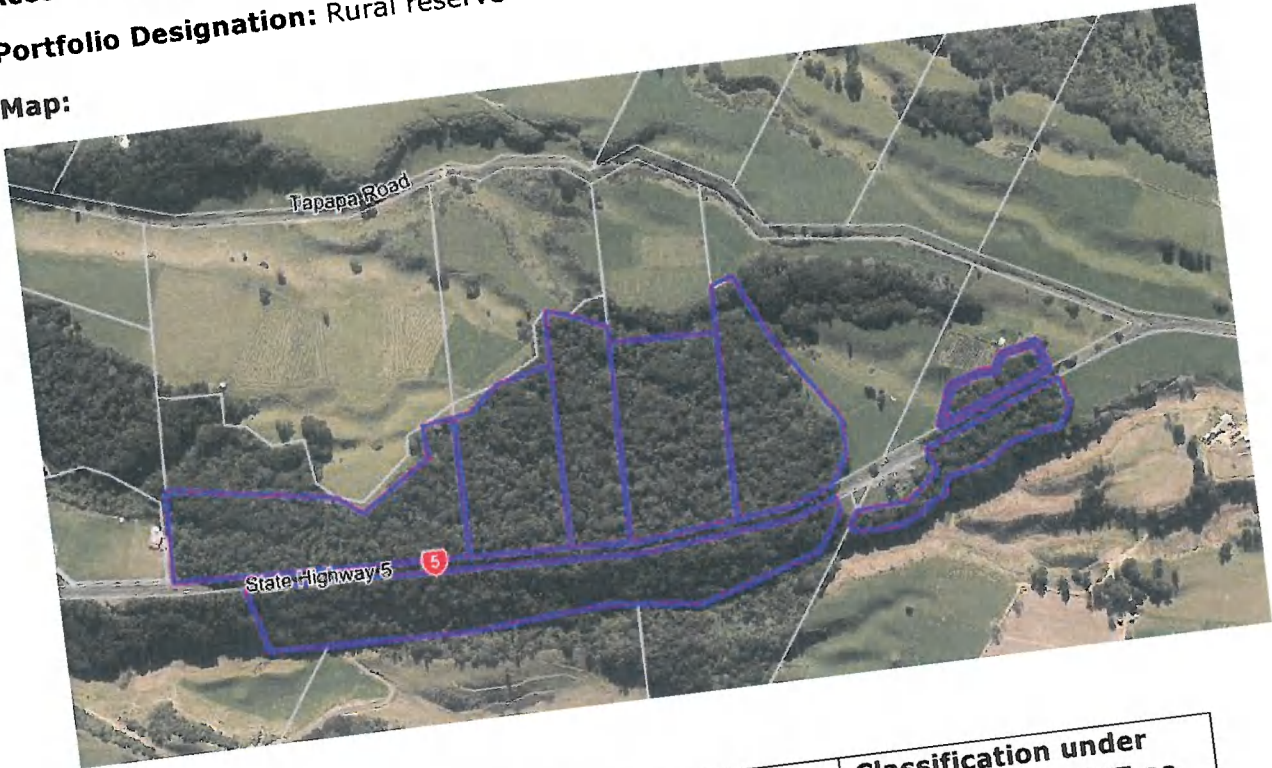 Portfolio Designation: Rural reserve
Map:
Tapapa Road
State Highway 5
5
Classification under